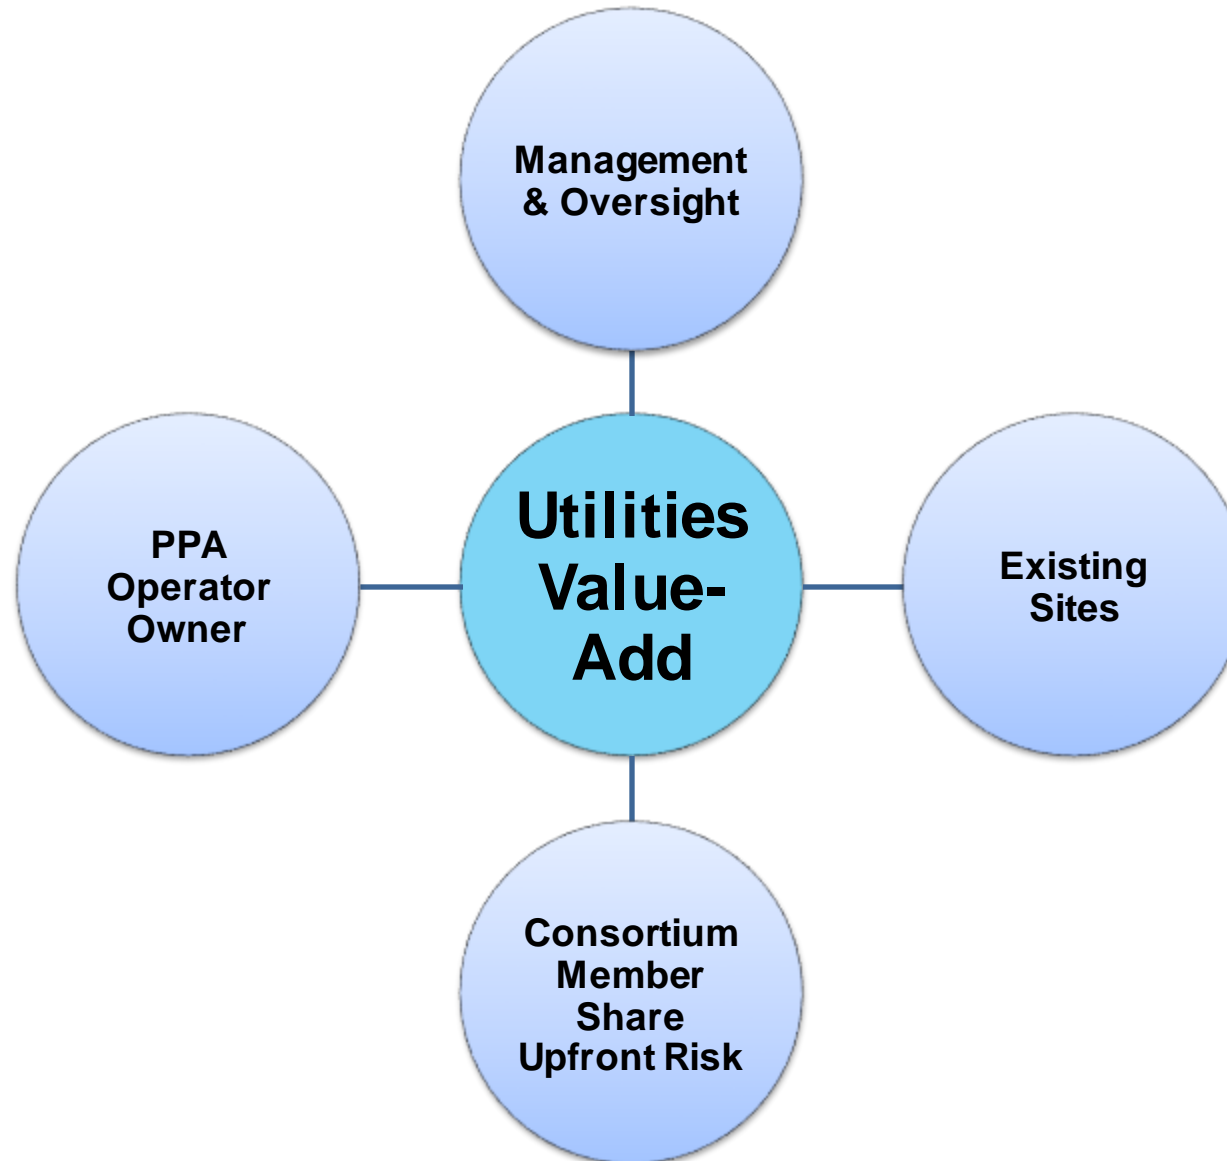 Management
& Oversight
PPA
Operator
Owner
Utilities
Value-
Add
Existing
Sites
Consortium
Member
Share
Upfront Risk